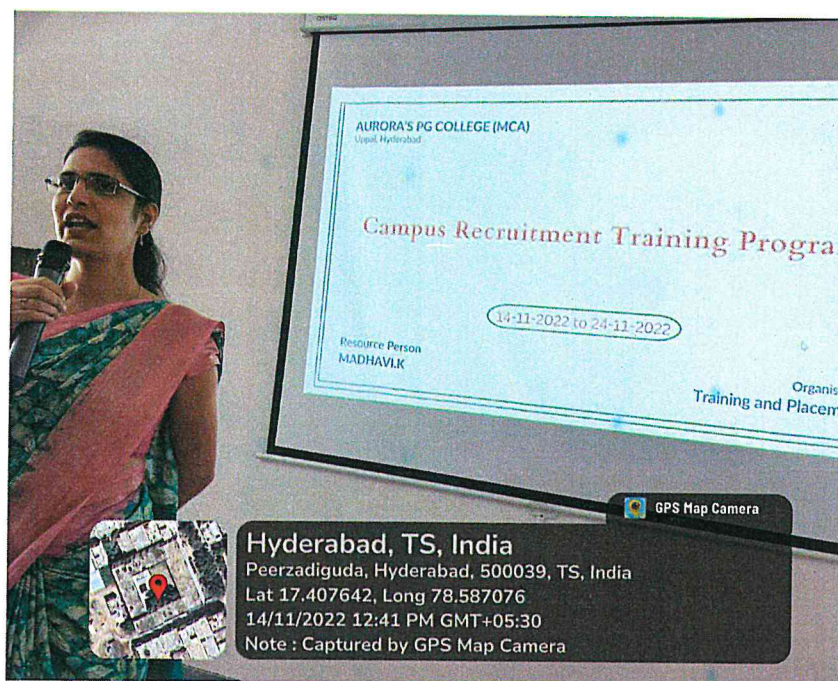 AURORA'S PG COLLEGE (MCA)
Uppal, Hyderabad
Campus Recruitment Training Progra
14-11-2022 to 24-11-2022
Resource Person
MADHAVI.K
Organis
Training and Placem
GPS Map Camera
Hyderabad, TS, India
Peerzadiguda, Hyderabad, 500039, TS, India
Lat 17.407642, Long 78.587076
14/11/2022 12:41 PM GMT+05:30
Note : Captured by GPS Map Camera